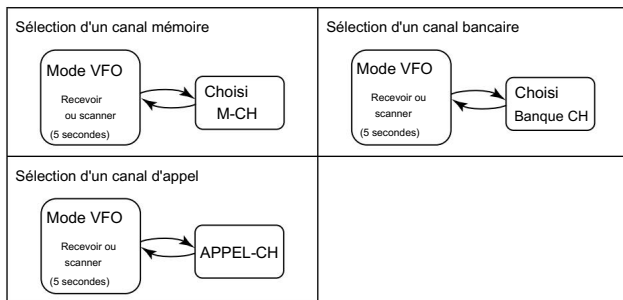 Sélection d'un canal mémoire
Mode VFO
Recevoir
ou scanner
(5 secondes)
Choisi
M-CH
Sélection d'un canal bancaire
Mode VFO
Recevoir ou
scanner
(5 secondes)
Choisi
Banque CH
Sélection d'un canal d'appel
Mode VFO
Recevoir ou
scanner
(5 secondes)
APPEL-CH